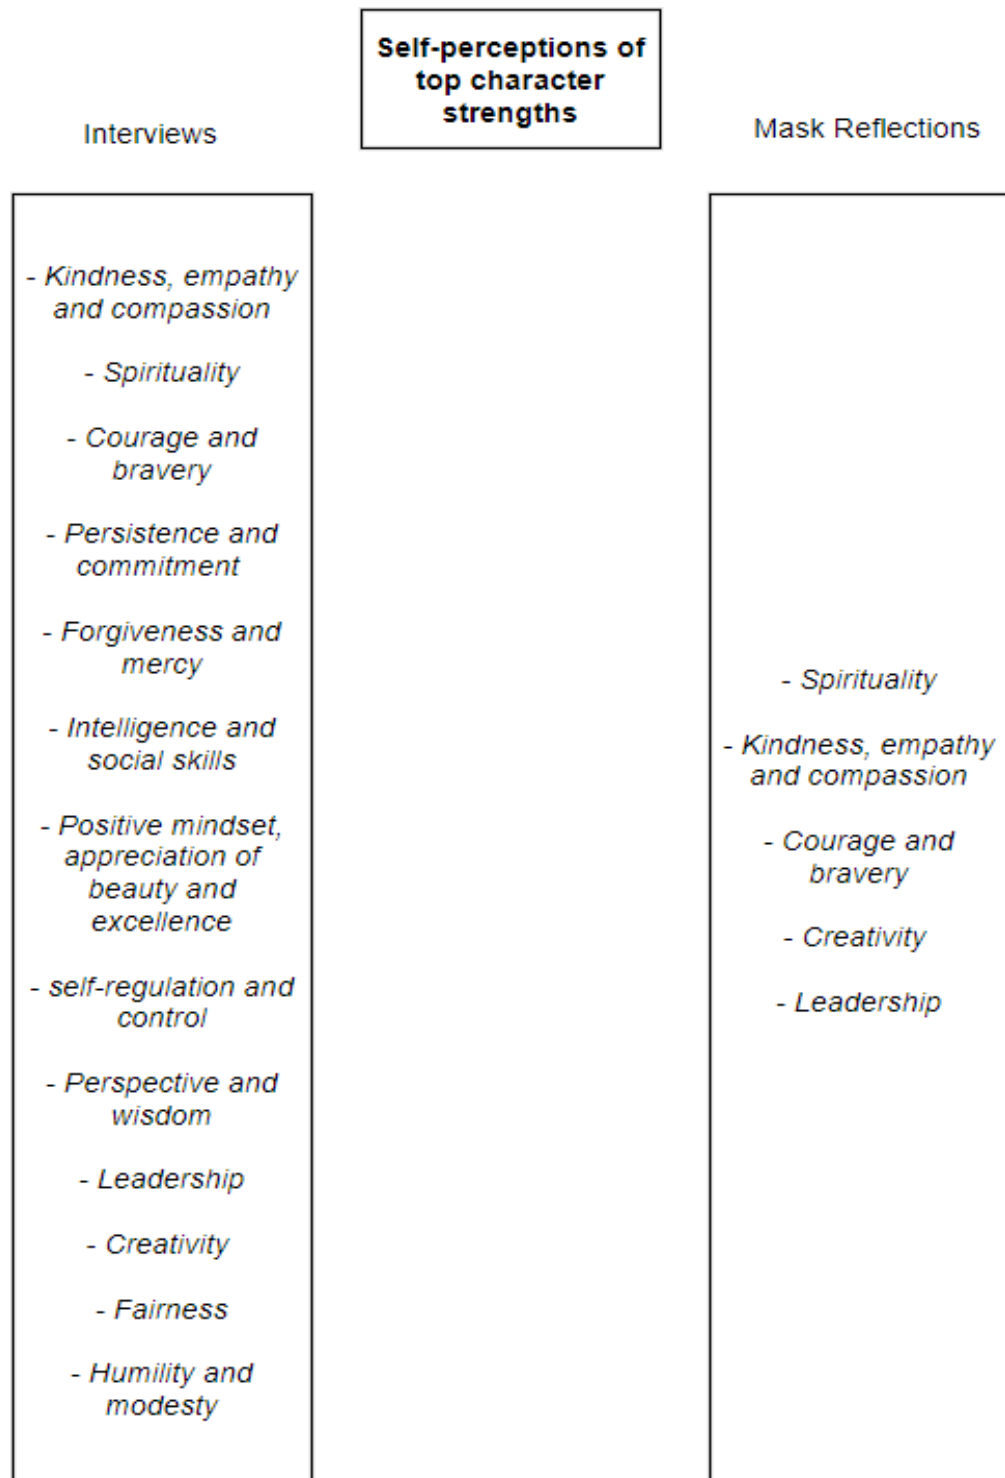 Self-perceptions of
top character
strengths
Interviews
Mask Reflections
- Kindness, empathy
and compassion
- Spirituality
- Courage and
bravery
- Persistence and
commitment
- Forgiveness and
mercy
- Intelligence and
social skills
- Positive mindset,
appreciation of
beauty and
excellence
- self-regulation and
control
- Perspective and
wisdom
- Leadership
- Creativity
- Fairness
- Humility and
modesty
- Spirituality
- Kindness, empathy
and compassion
- Courage and
bravery
- Creativity
- Leadership